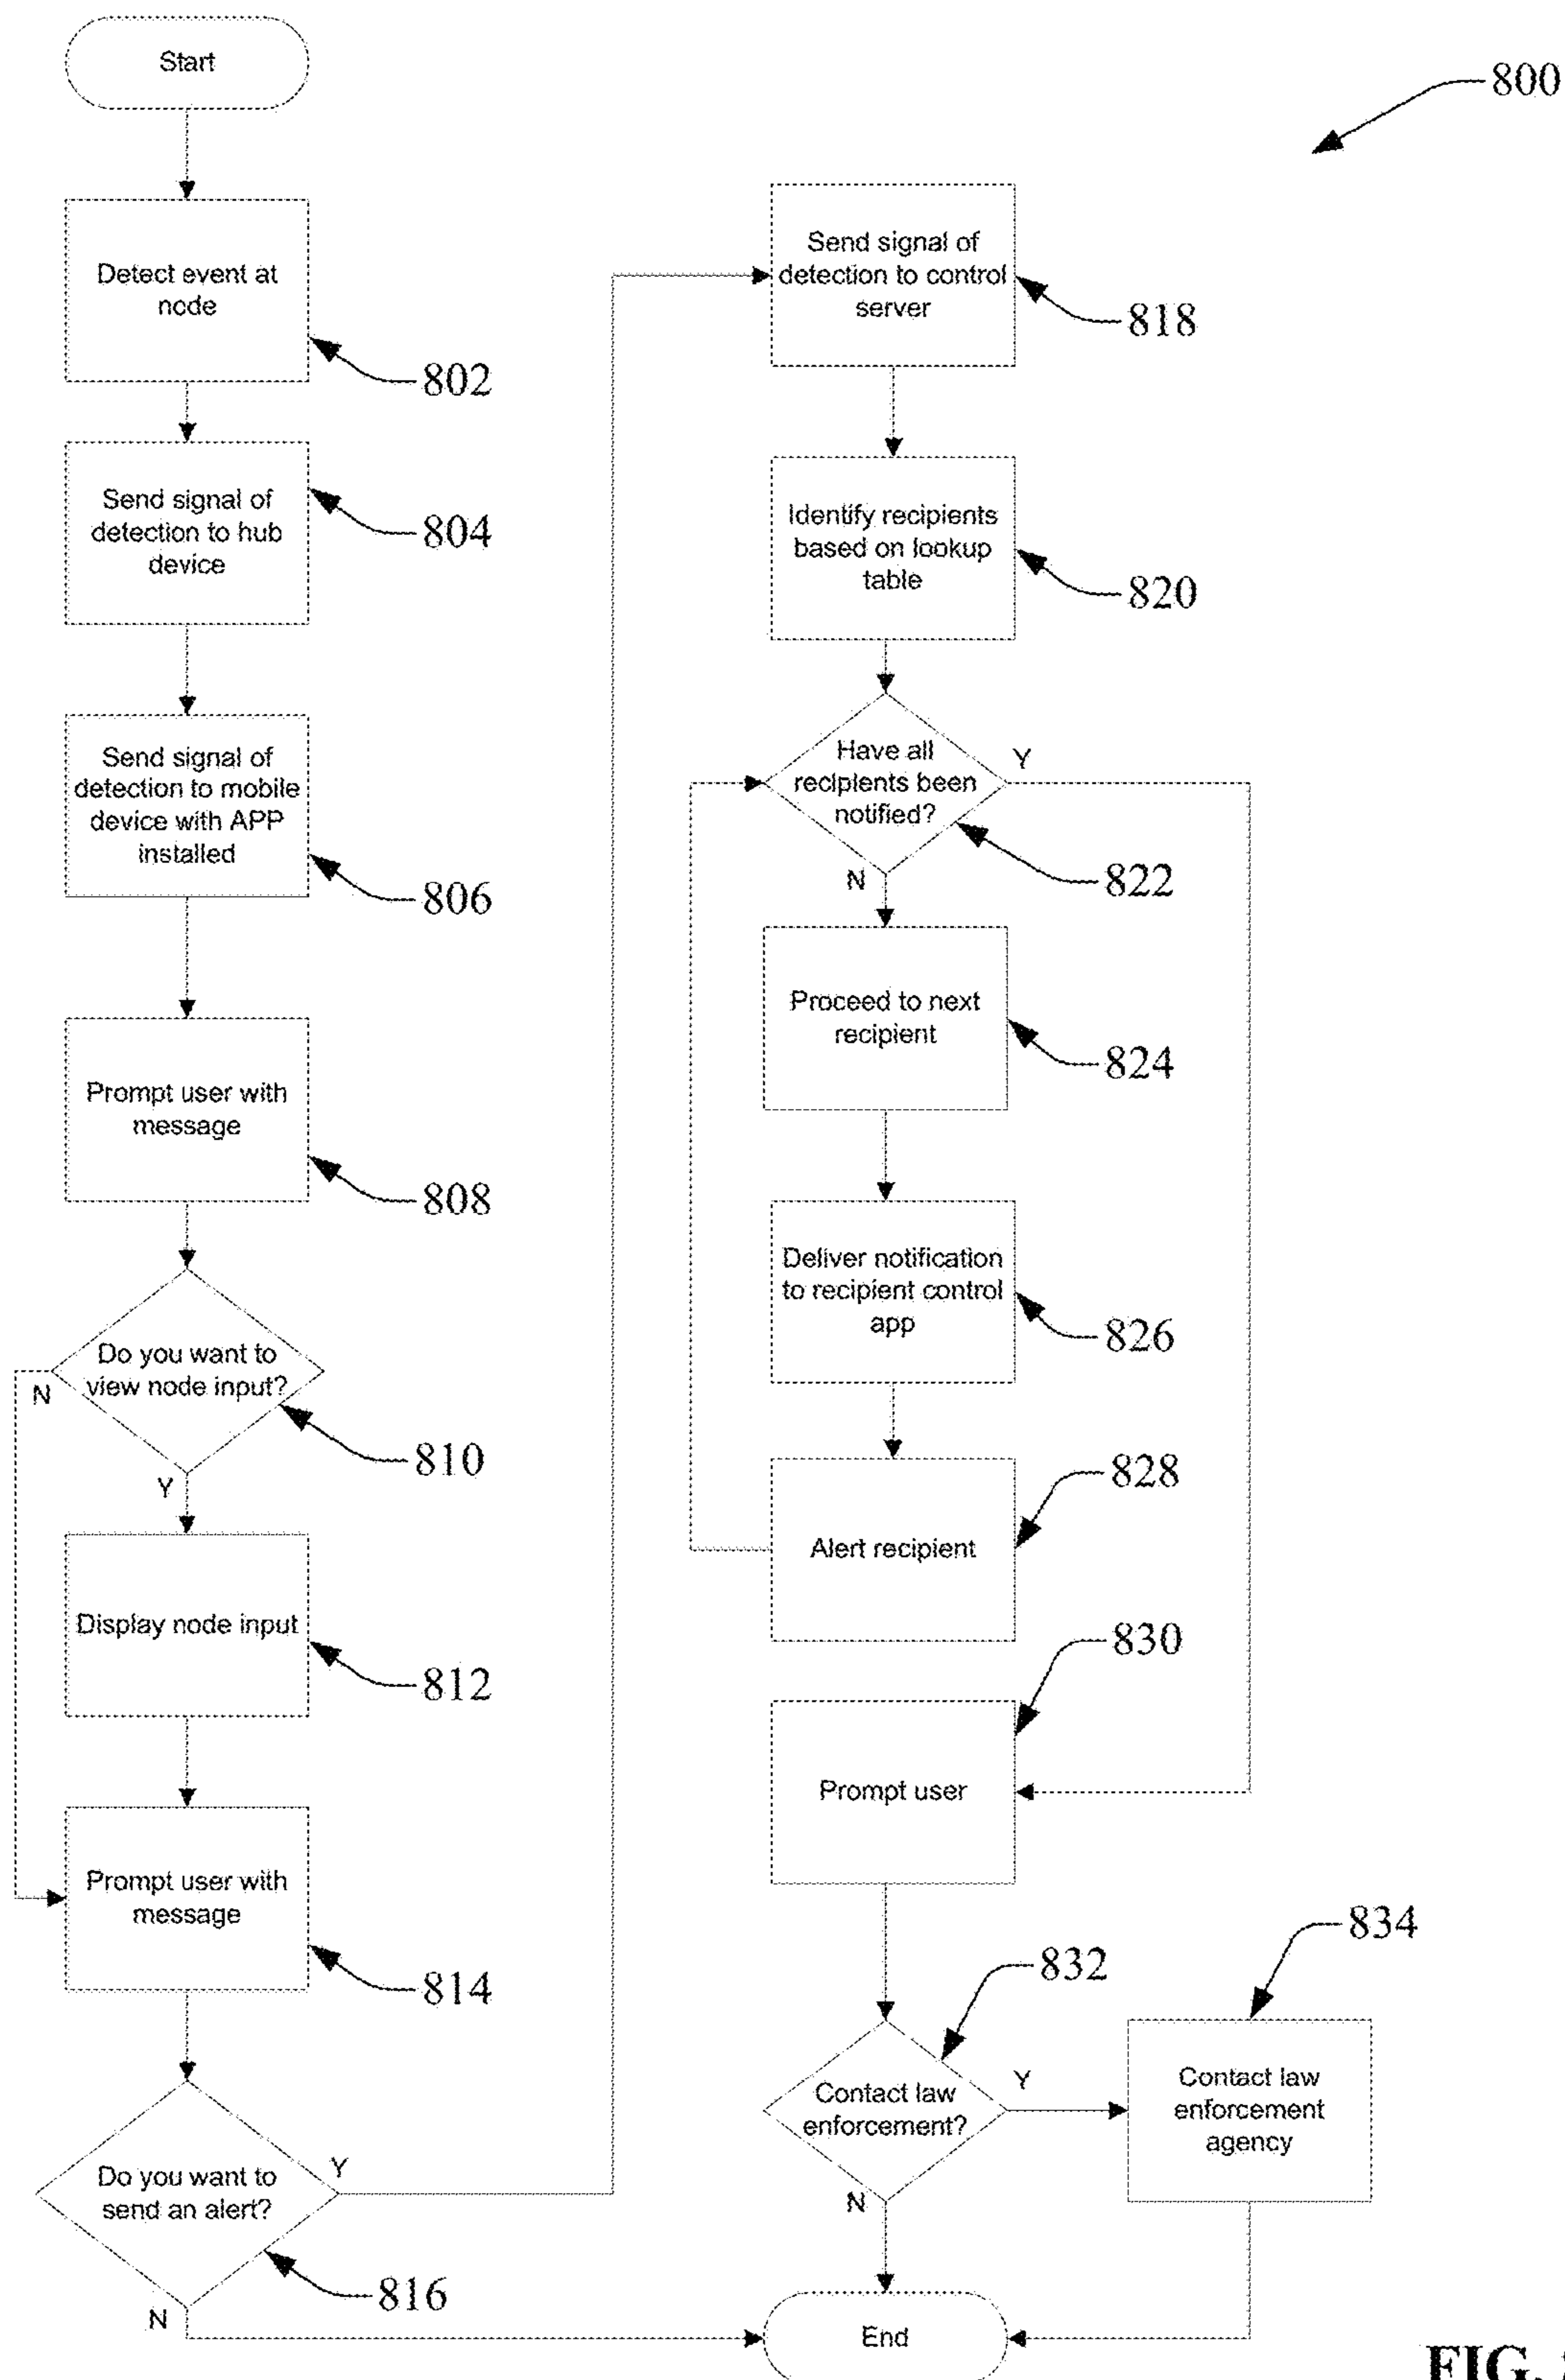 Start
800
Detect event at
node
802
Send signal of
detection to hub
device
804
Send signal of
detection to mobile
device with APP
installed
806
Prompt user with
message
808
Do you want to
view node input?
N
810
Y
Display node input
812
Prompt user with
message
814
Do you want to
send an alert?
Y
816
N
Send signal of
detection to control
server
818
Identify recipients
based on lookup
table
820
Have all
recipients been
notified?
Y
822
N
Proceed to next
recipient
824
Deliver notification
to recipient control
app
826
Alert recipient
828
830
Prompt user
832
Contact law
enforcement?
Y
N
834
Contact law
enforcement
agency
End
FIG.